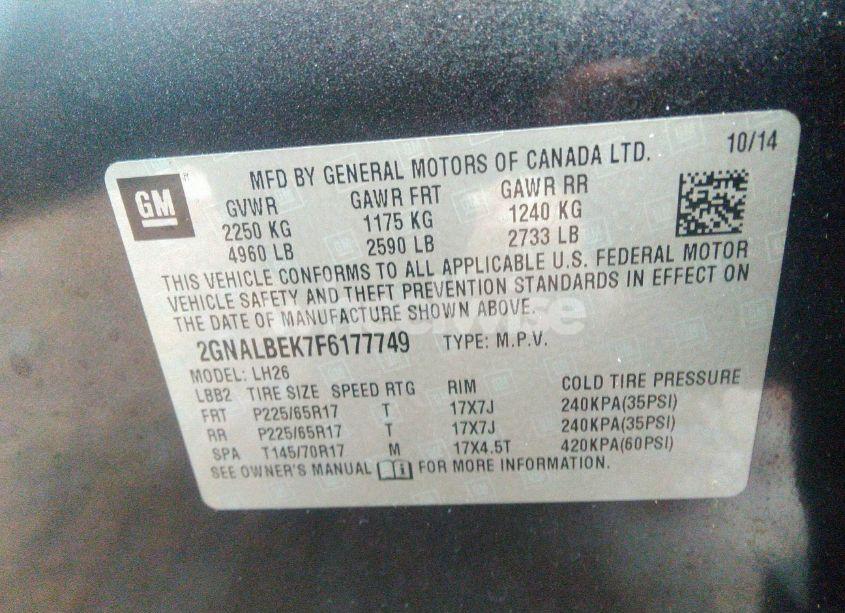 10/14
MFD BY GENERAL MOTORS OF CANADA LTD.
GM
GVWR GAWR FRT GAWR RR
2250 KG 1175 KG 1240 KG
4960 LB 2590 LB 2733 LB
THIS VEHICLE CONFORMS TO ALL APPLICABLE U.S. FEDERAL MOTOR
VEHICLE SAFETY AND THEFT PREVENTION STANDARDS IN EFFECT ON
THE DATE OF MANUFACTURE SHOWN ABOVE.
2GNALBEK7F6177749 TYPE: M.P.V.
MODEL: LH26
LBB2 TIRE SIZE SPEED RTG RIM COLD TIRE PRESSURE
FRT P225/65R17 T 17X7J 240KPA(35PSI)
RR P225/65R17 T 17X7J 240KPA(35PSI)
SPA T145/70R17 M 17X4.5T 420KPA(60PSI)
SEE OWNER'S MANUAL FOR MORE INFORMATION.